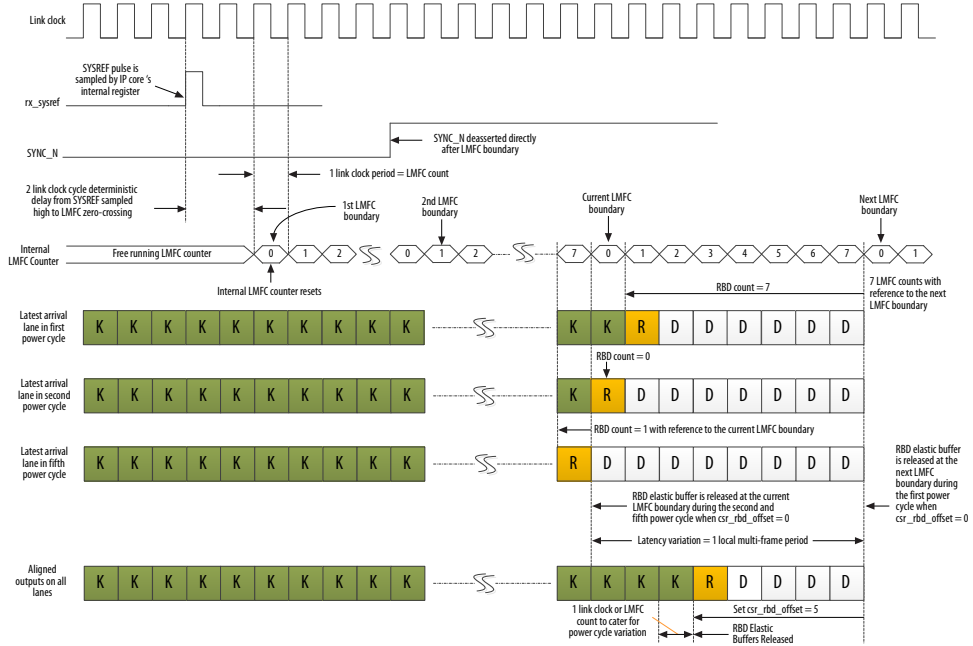 Link clock
SYSREF pulse is
sampled by IP core 's
internal register
rx_sysref
SYNC_N deasserted directly
after LMFC boundary
SYNC_N
1 link clock period = LMFC count
2 link clock cycle deterministic
delay from SYSREF sampled
high to LMFC zero-crossing
1st LMFC
boundary
2nd LMFC
boundary
Current LMFC
boundary
Next LMFC
boundary
Internal
LMFC Counter
Free running LMFC counter
0 1 2 0 1 2 7 0 1 2 3 4 5 6 7 0 1
Internal LMFC counter resets
RBD count = 7
7 LMFC counts with
reference to the next
LMFC boundary
Latest arrival
lane in first
power cycle
K K K K K K K K K K K K R D D D D D D
RBD count = 0
Latest arrival
lane in second
power cycle
K K K K K K K K K K K R D D D D D D D
RBD count = 1 with reference to the current LMFC boundary
Latest arrival
lane in fifth
power cycle
K K K K K K K K K K R D D D D D D D D
RBD elastic buffer
is released at the
next LMFC
boundary during
the first power
cycle when
csr_rbd_offset = 0
RBD elastic buffer is released at the current
LMFC boundary during the second and
fifth power cycle when csr_rbd_offset = 0
Latency variation = 1 local multi-frame period
Aligned
outputs on all
lanes
K K K K K K K K K K K K K K R D D D D
1 link clock or LMFC
count to cater for
power cycle variation
Set csr_rbd_offset = 5
RBD Elastic
Buffers Released